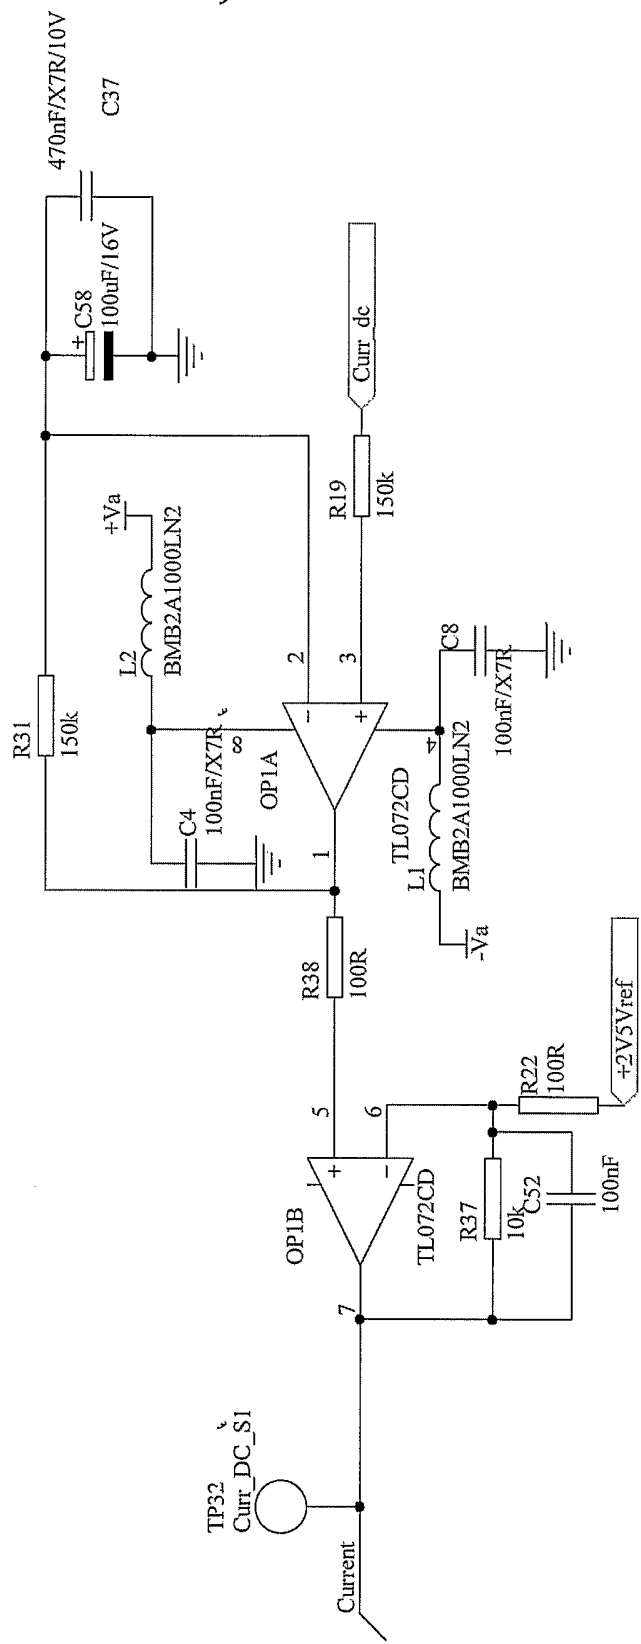 470nF/X7R/10V
C37
+
C58
100uF/16V
Curr_dc
R19
150k
+Va
L2
BMB2A1000LN2
R31
150k
2
3
-
+
8
4
OP1A
TL072CD
C4
100nF/X7R
C8
100nF/X7R
L1
BMB2A1000LN2
-Va
1
R38
100R
5
6
+
-
OP1B
TL072CD
7
R22
100R
+2V5Vref
R37
10k
C52
100nF
TP32
Curr_DC_S1
Current